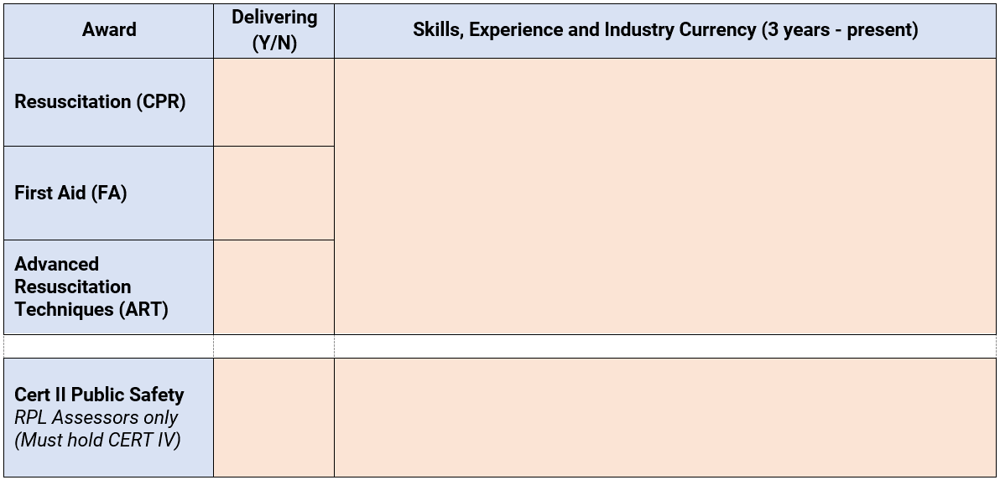 Award
Delivering
(Y/N)
Skills, Experience and Industry Currency (3 years - present)
Resuscitation (CPR)
First Aid (FA)
Advanced
Resuscitation
Techniques (ART)
Cert II Public Safety
RPL Assessors only
(Must hold CERT IV)